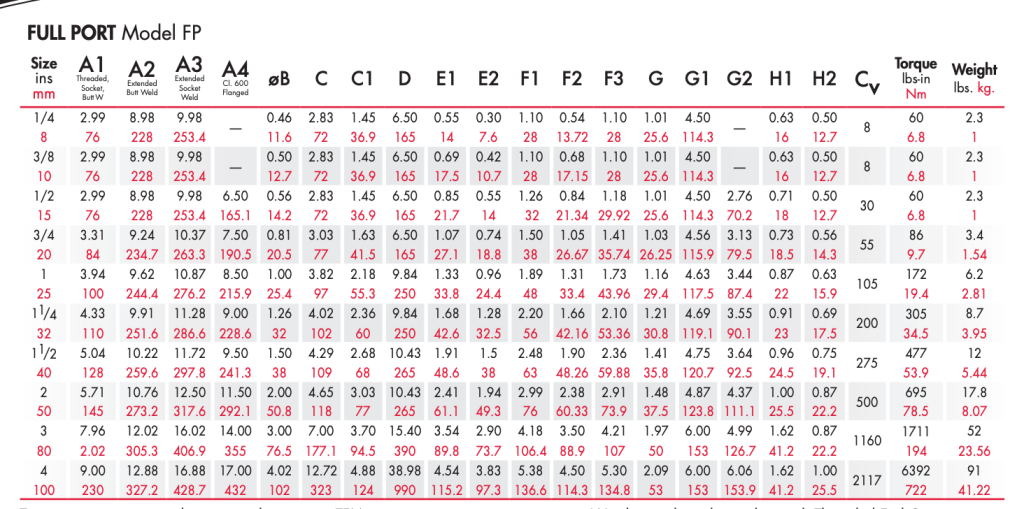 FULL PORT Model FP
Size ins mm A1 Threaded, Socket, Butt W A2 Extended Butt Weld A3 Extended Socket Weld A4 Cl. 600 Flanged øB C C1 D E1 E2 F1 F2 F3 G G1 G2 H1 H2 Cv Torque lbs-in Nm Weight lbs. kg.
1/4 2.99 8.98 9.98 — 0.46 2.83 1.45 6.50 0.55 0.30 1.10 0.54 1.10 1.01 4.50 — 0.63 0.50 8 60 2.3
8 76 228 253.4 11.6 72 36.9 165 14 7.6 28 13.72 28 25.6 114.3 16 12.7 6.8 1
3/8 2.99 8.98 9.98 — 0.50 2.83 1.45 6.50 0.69 0.42 1.10 0.68 1.10 1.01 4.50 — 0.63 0.50 8 60 2.3
10 76 228 253.4 12.7 72 36.9 165 17.5 10.7 28 17.15 28 25.6 114.3 16 12.7 6.8 1
1/2 2.99 8.98 9.98 6.50 0.56 2.83 1.45 6.50 0.85 0.55 1.26 0.84 1.18 1.01 4.50 2.76 0.71 0.50 30 60 2.3
15 76 228 253.4 165.1 14.2 72 36.9 165 21.7 14 32 21.34 29.92 25.6 114.3 70.2 18 12.7 6.8 1
3/4 3.31 9.24 10.37 7.50 0.81 3.03 1.63 6.50 1.07 0.74 1.50 1.05 1.41 1.03 4.56 3.13 0.73 0.56 55 86 3.4
20 84 234.7 263.3 190.5 20.5 77 41.5 165 27.1 18.8 38 26.67 35.74 26.25 115.9 79.5 18.5 14.3 9.7 1.54
1 3.94 9.62 10.87 8.50 1.00 3.82 2.18 9.84 1.33 0.96 1.89 1.31 1.73 1.16 4.63 3.44 0.87 0.63 105 172 6.2
25 100 244.4 276.2 215.9 25.4 97 55.3 250 33.8 24.4 48 33.4 43.96 29.4 117.5 87.4 22 15.9 19.4 2.81
1 1/4 4.33 9.91 11.28 9.00 1.26 4.02 2.36 9.84 1.68 1.28 2.20 1.66 2.10 1.21 4.69 3.55 0.91 0.69 200 305 8.7
32 110 251.6 286.6 228.6 32 102 60 250 42.6 32.5 56 42.16 53.36 30.8 119.1 90.1 23 17.5 34.5 3.95
1 1/2 5.04 10.22 11.72 9.50 1.50 4.29 2.68 10.43 1.91 1.5 2.48 1.90 2.36 1.41 4.75 3.64 0.96 0.75 275 477 12
40 128 259.6 297.8 241.3 38 109 68 265 48.6 38 63 48.26 59.88 35.8 120.7 92.5 24.5 19.1 53.9 5.44
2 5.71 10.76 12.50 11.50 2.00 4.65 3.03 10.43 2.41 1.94 2.99 2.38 2.91 1.48 4.87 4.37 1.00 0.87 500 695 17.8
50 145 273.2 317.6 292.1 50.8 118 77 265 61.1 49.3 76 60.33 73.9 37.5 123.8 111.1 25.5 22.2 78.5 8.07
3 7.96 12.02 16.02 14.00 3.00 7.00 3.70 15.40 3.54 2.90 4.18 3.50 4.21 1.97 6.00 4.99 1.62 0.87 1160 1711 52
80 2.02 305.3 406.9 355 76.5 177.1 94.5 390 89.8 73.7 106.4 88.9 107 50 153 126.7 41.2 22.2 194 23.56
4 9.00 12.88 16.88 17.00 4.02 12.72 4.88 38.98 4.54 3.83 5.38 4.50 5.30 2.09 6.00 6.06 1.62 1.00 2117 6392 91
100 230 327.2 428.7 432 102 323 124 990 115.2 97.3 136.6 114.3 134.8 53 153 153.9 41.2 25.5 722 41.22